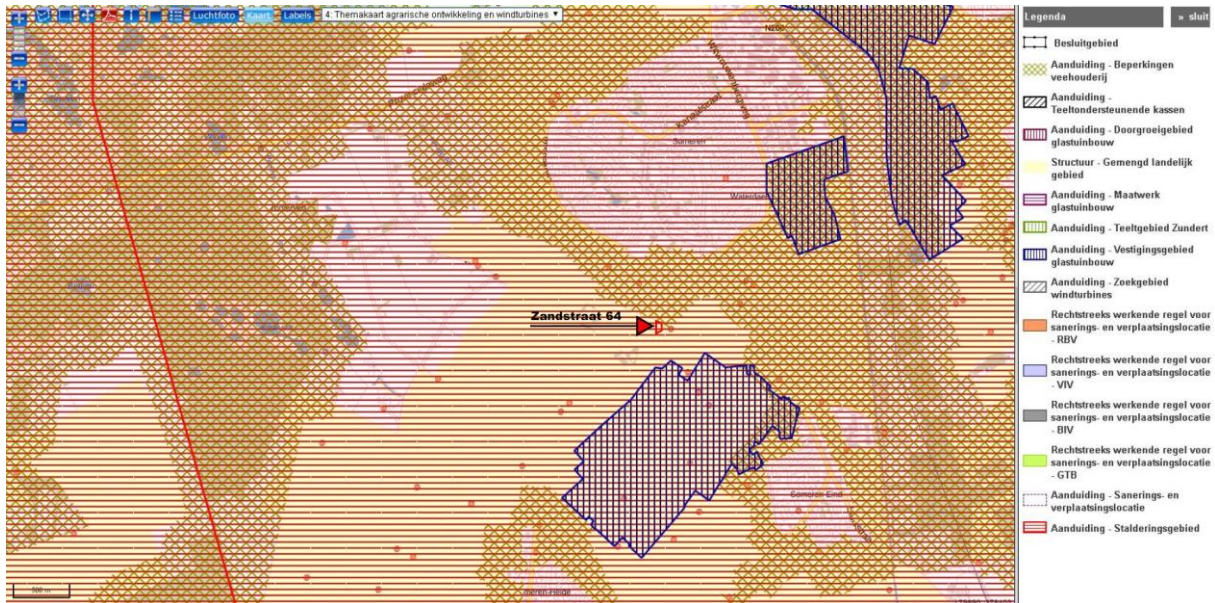 Luchtfoto Kaart Labels 4: Themakaart agrarische ontwikkeling en windturbines
Kanaalstraat
Someren
Zandstraat 64
Someren-Eind
500 m
Legenda
» sluit
Besluitgebied
Aanduiding - Beperkingen
veehouderij
Aanduiding -
Teeltondersteunende kassen
Aanduiding - Doorgroeigebied
glastuinbouw
Structuur - Gemengd landelijk
gebied
Aanduiding - Maatwerk
glastuinbouw
Aanduiding - Teeltgebied Zundert
Aanduiding - Vestigingsgebied
glastuinbouw
Aanduiding - Zoekgebied
windturbines
Rechtstreeks werkende regel voor
sanerings- en verplaatsingslocatie
- RBV
Rechtstreeks werkende regel voor
sanerings- en verplaatsingslocatie
- VIV
Rechtstreeks werkende regel voor
sanerings- en verplaatsingslocatie
- BIV
Rechtstreeks werkende regel voor
sanerings- en verplaatsingslocatie
- GTB
Aanduiding - Sanerings- en
verplaatsingslocatie
Aanduiding - Stalderingsgebied